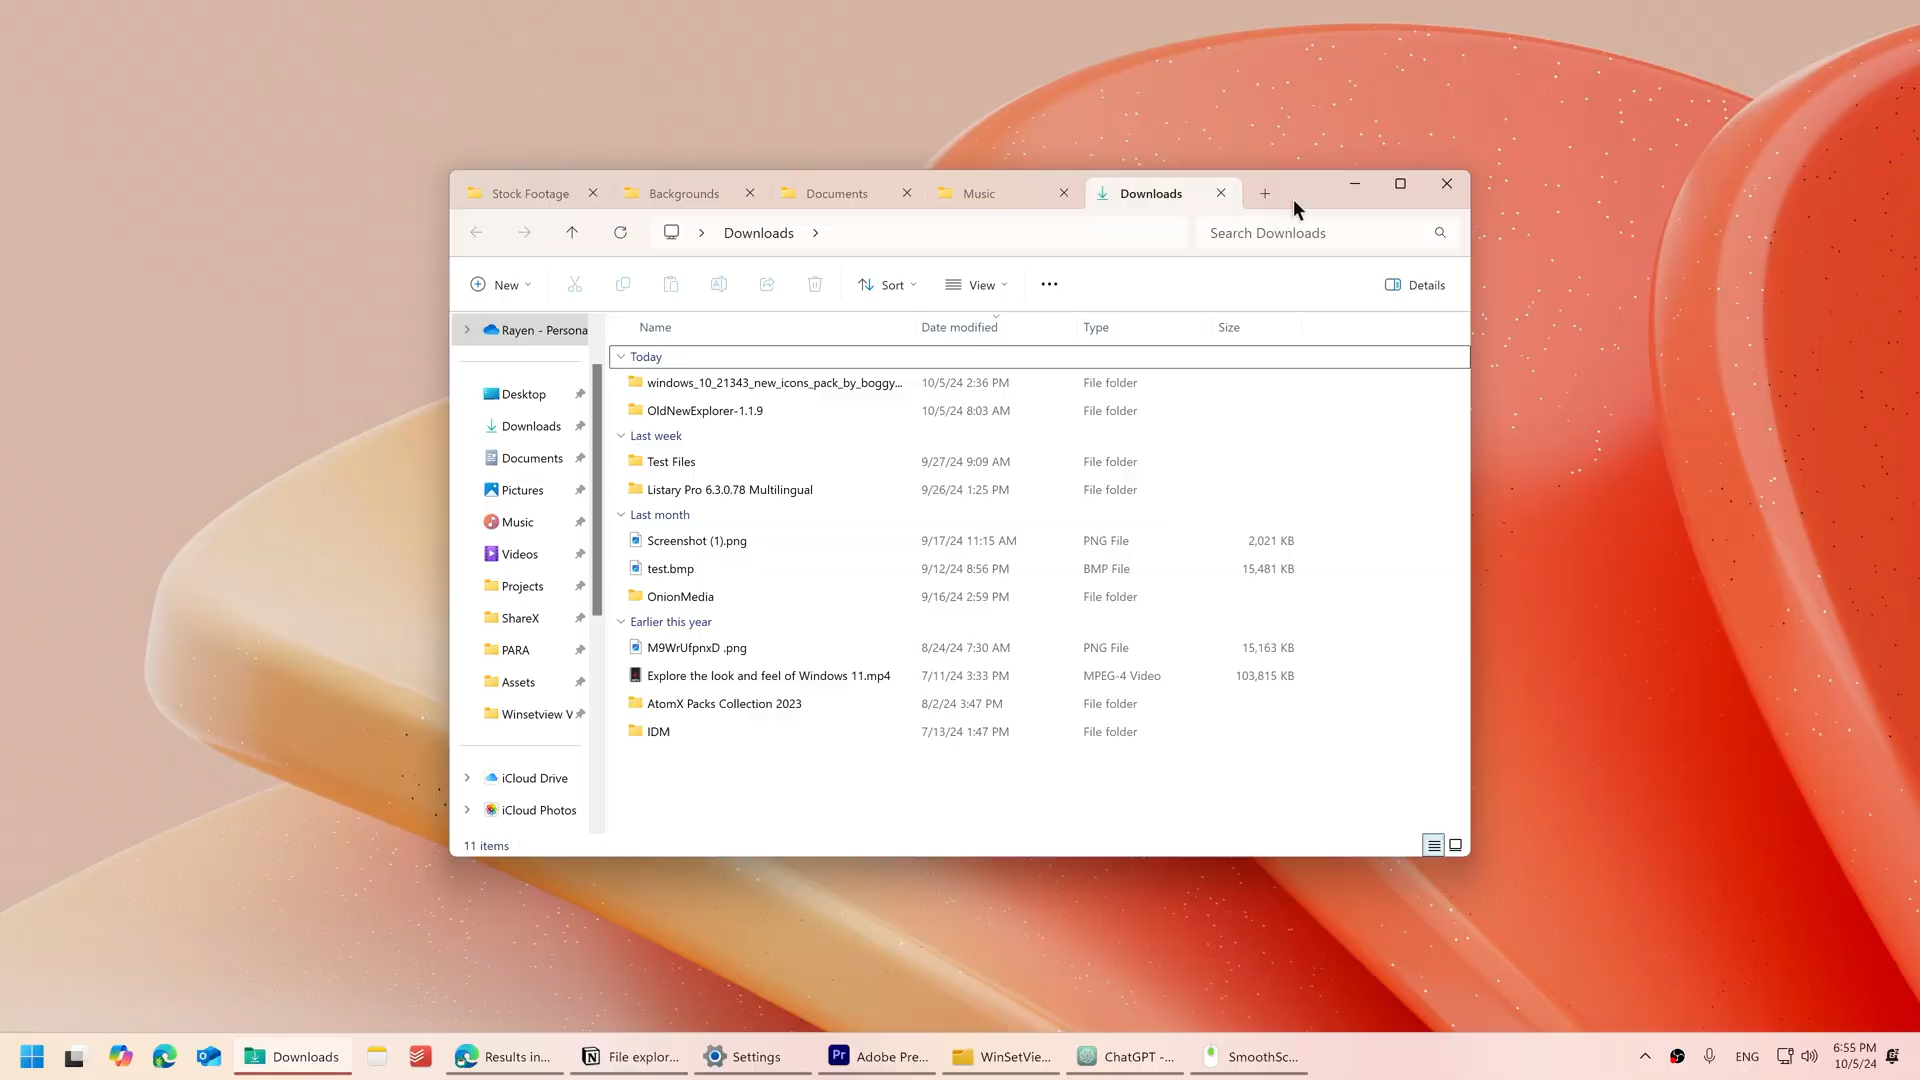 Stock Footage
Backgrounds
Documents
Music
Downloads
Downloads
Search Downloads
New
Sort
View
Details
Rayen - Persona
Desktop
Downloads
Documents
Pictures
Music
Videos
Projects
ShareX
PARA
Assets
Winsetview V
iCloud Drive
iCloud Photos
Name Date modified Type Size
Today
windows_10_21343_new_icons_pack_by_boggy... 10/5/24 2:36 PM File folder
OldNewExplorer-1.1.9 10/5/24 8:03 AM File folder
Last week
Test Files 9/27/24 9:09 AM File folder
Listary Pro 6.3.0.78 Multilingual 9/26/24 1:25 PM File folder
Last month
Screenshot (1).png 9/17/24 11:15 AM PNG File 2,021 KB
test.bmp 9/12/24 8:56 PM BMP File 15,481 KB
OnionMedia 9/16/24 2:59 PM File folder
Earlier this year
M9WrUfpnxD .png 8/24/24 7:30 AM PNG File 15,163 KB
Explore the look and feel of Windows 11.mp4 7/11/24 3:33 PM MPEG-4 Video 103,815 KB
AtomX Packs Collection 2023 8/2/24 3:47 PM File folder
IDM 7/13/24 1:47 PM File folder
11 items
Downloads
Results in...
File explor...
Settings
Pr
Adobe Pre...
WinSetVie...
ChatGPT -...
SmoothSc...
ENG
6:55 PM
10/5/24